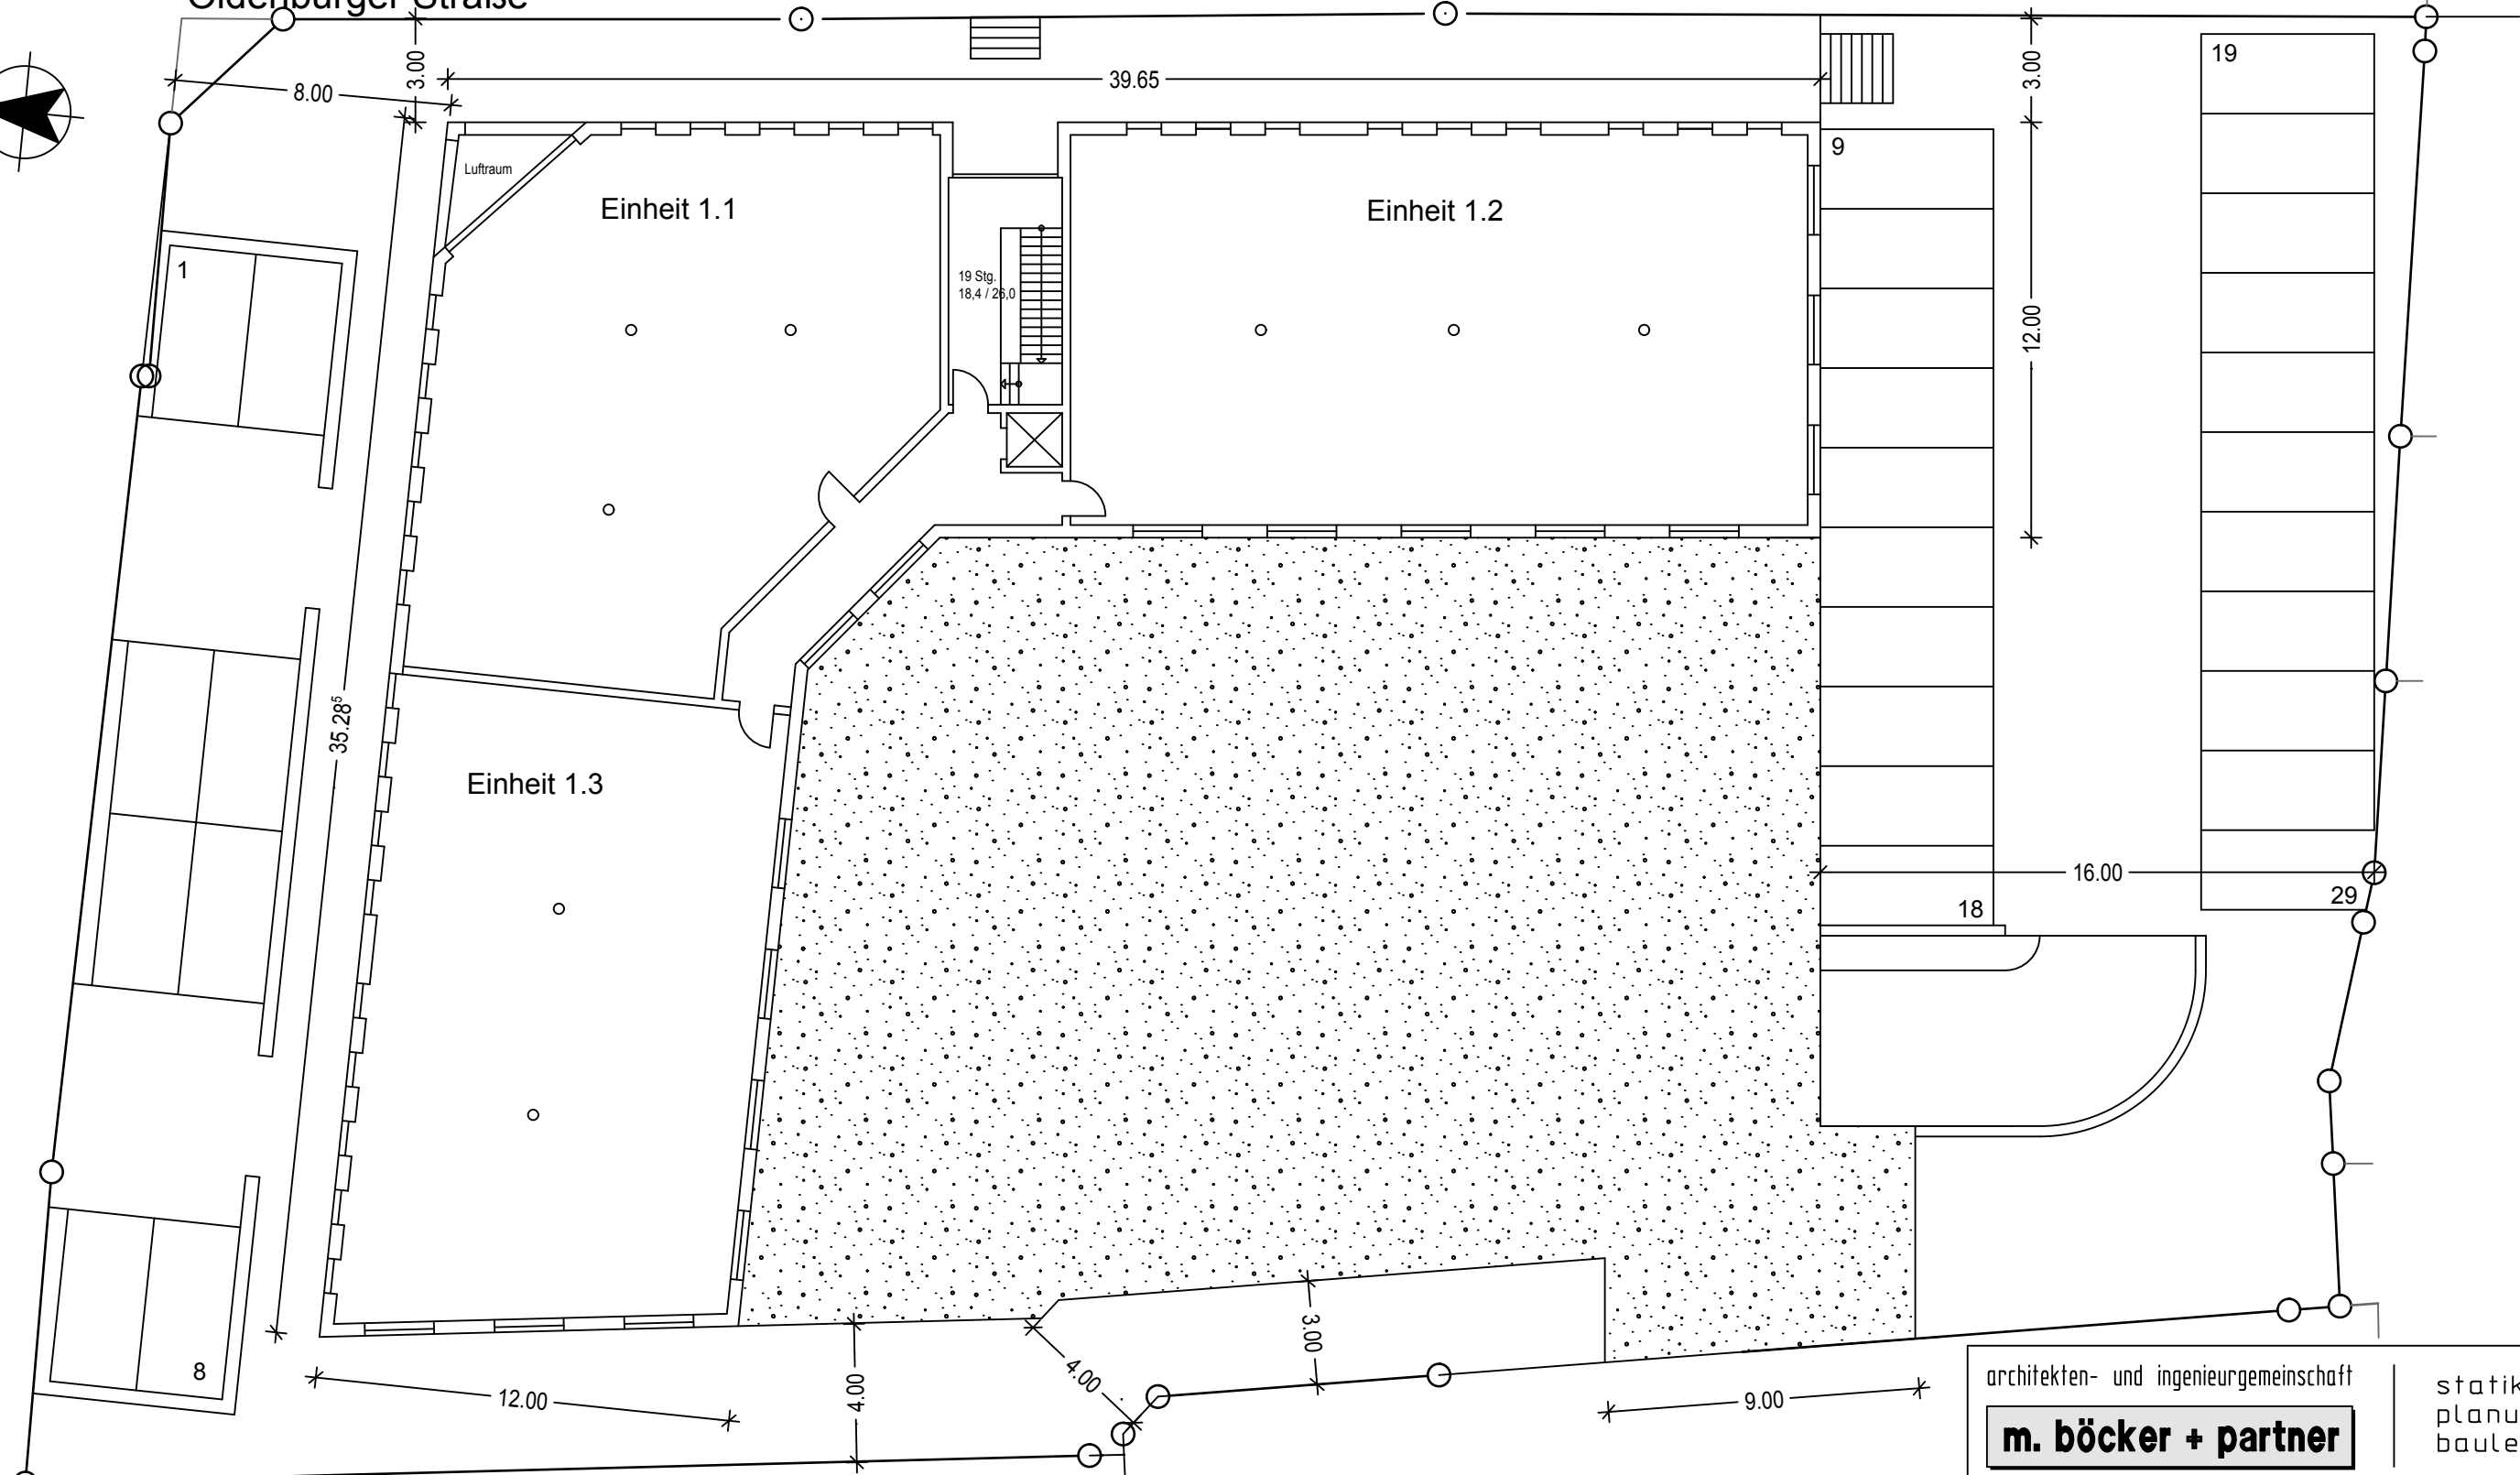 Oldenburger Straße
3.00
8.00
39.65
3.00
19
9
Luftraum
Einheit 1.1
Einheit 1.2
1
19 Stg.
18,4 / 26,0
12.00
35.28⁵
Einheit 1.3
16.00
29
18
8
12.00
4.00
4.00
3.00
9.00
architekten- und ingenieurgemeinschaft
m. böcker + partner
statik
planu
baule